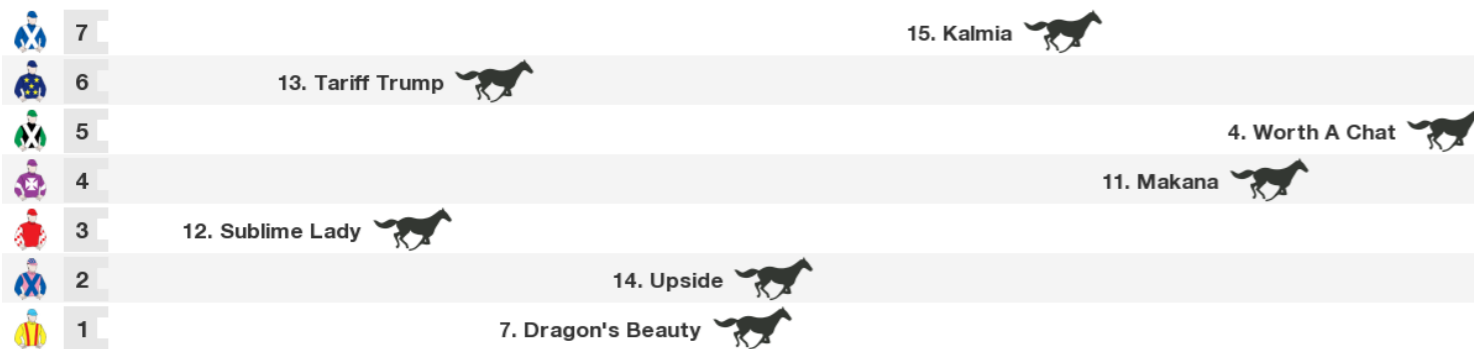 7 15. Kalmia
6 13. Tariff Trump
5 4. Worth A Chat
4 11. Makana
3 12. Sublime Lady
2 14. Upside
1 7. Dragon's Beauty